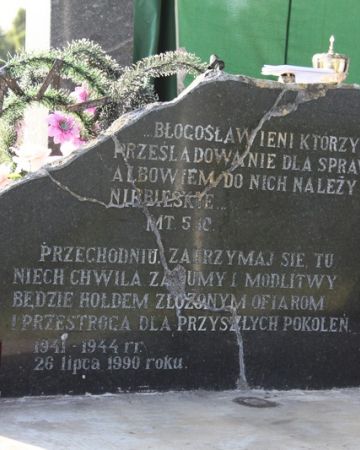 ...BŁOGOSŁAWIENI KTÓRZY
PRZEŚLADOWANIE DLA SPRAW
ALBOWIEM DO NICH NALEŻY
NIEBIESKIE...
MT. 5.10.
PRZECHODNIU, ZATRZYMAJ SIĘ, TU
NIECH CHWILA ZADUMY I MODLITWY
BĘDZIE HOŁDEM ZŁOŻONYM OFIAROM
I PRZESTROGĄ DLA PRZYSZŁYCH POKOLEŃ.
1941 - 1944 rr.
26 lipca 1990 roku.